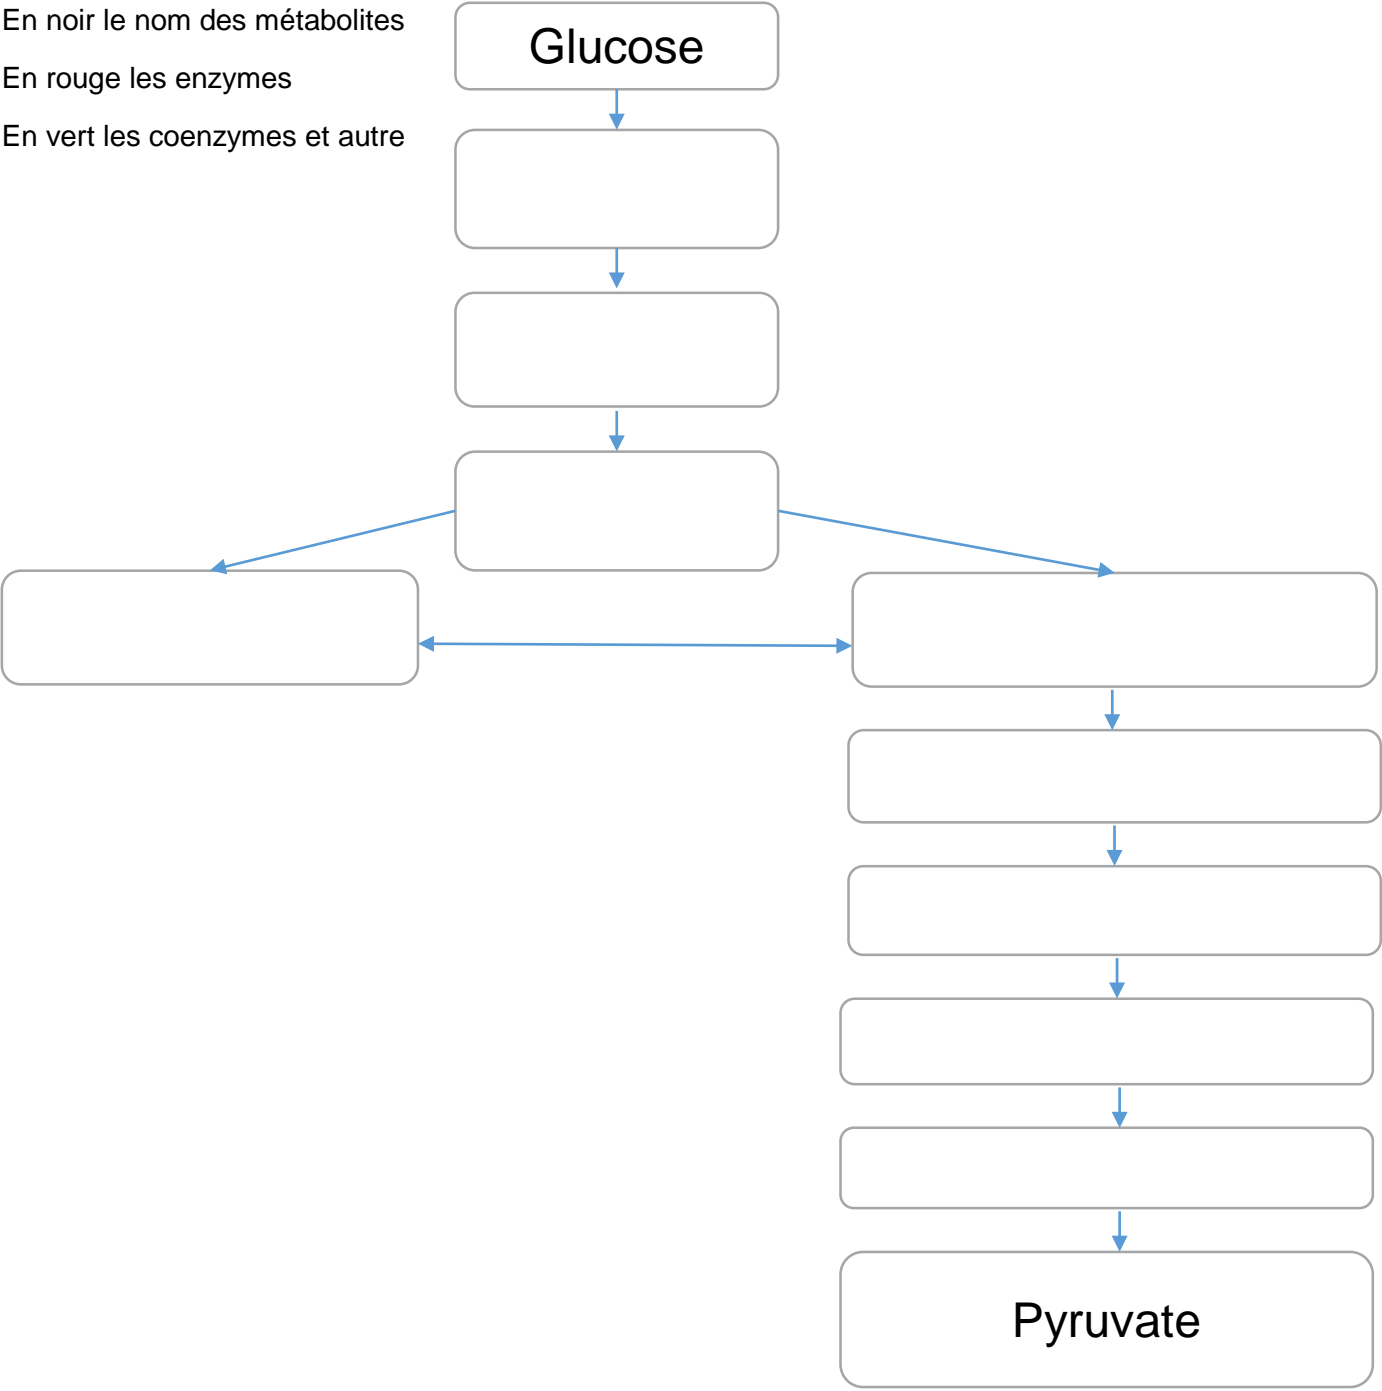 En noir le nom des métabolites
En rouge les enzymes
En vert les coenzymes et autre
Glucose
Pyruvate